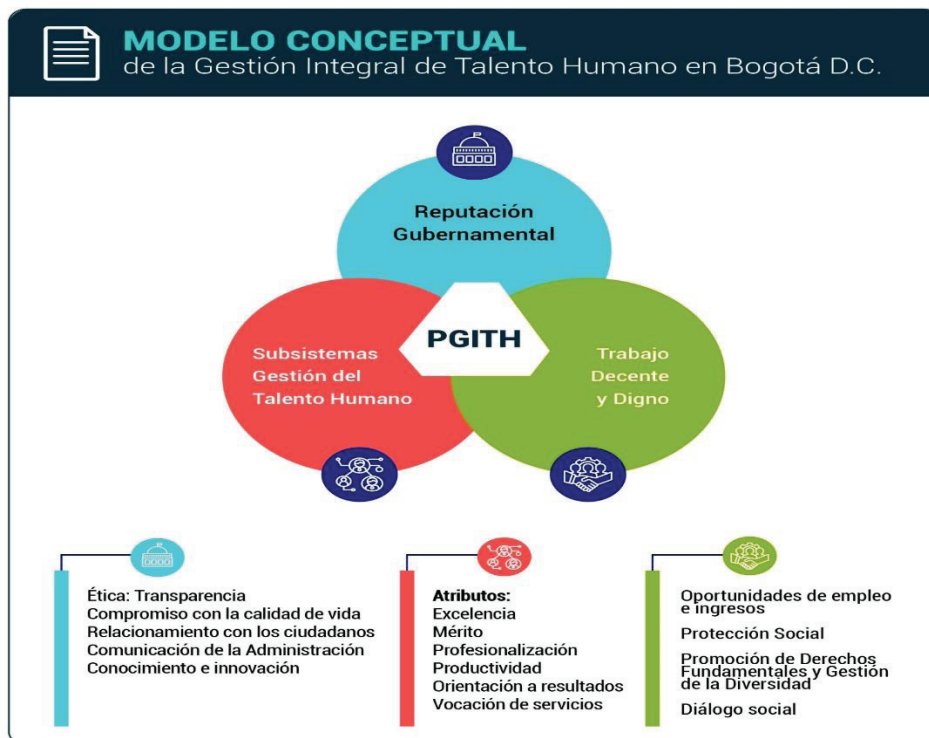 MODELO CONCEPTUAL
de la Gestión Integral de Talento Humano en Bogotá D.C.
Reputación
Gubernamental
PGITH
Subsistemas
Gestión del
Talento Humano
Trabajo
Decente
y Digno
Ética: Transparencia
Compromiso con la calidad de vida
Relacionamiento con los ciudadanos
Comunicación de la Administración
Conocimiento e innovación
Atributos:
Excelencia
Mérito
Profesionalización
Productividad
Orientación a resultados
Vocación de servicios
Oportunidades de empleo
e ingresos
Protección Social
Promoción de Derechos
Fundamentales y Gestión
de la Diversidad
Diálogo social